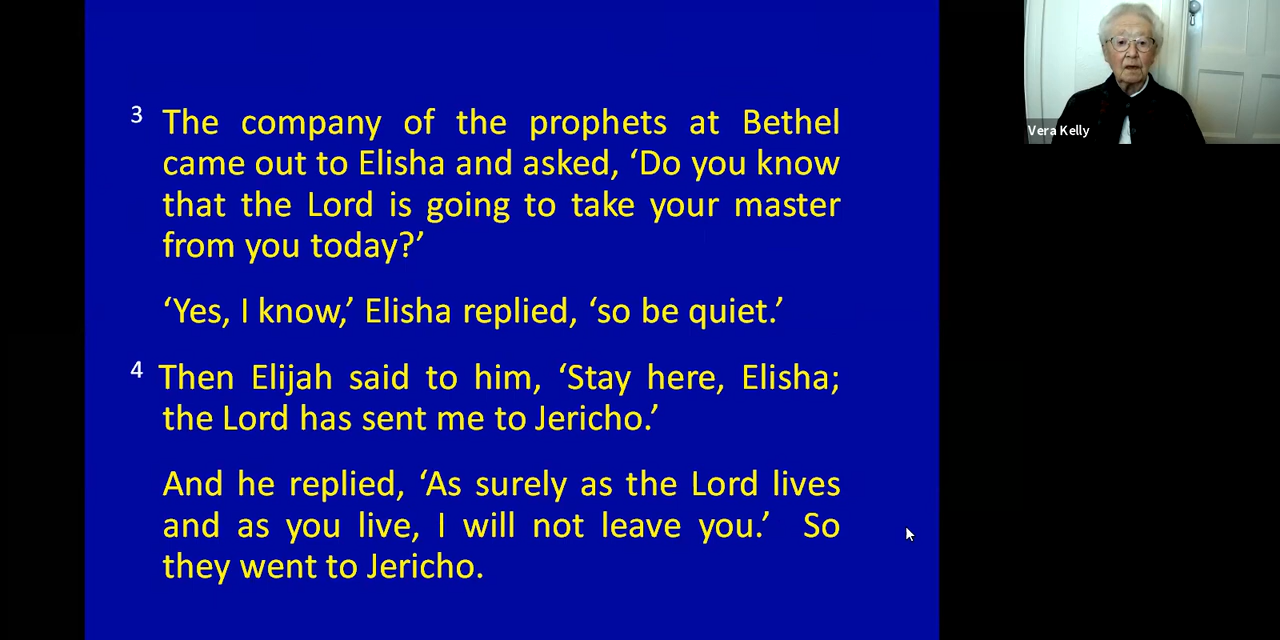 3 The company of the prophets at Bethel
came out to Elisha and asked, ‘Do you know
that the Lord is going to take your master
from you today?’
‘Yes, I know,’ Elisha replied, ‘so be quiet.’
4 Then Elijah said to him, ‘Stay here, Elisha;
the Lord has sent me to Jericho.’
And he replied, ‘As surely as the Lord lives
and as you live, I will not leave you.’ So
they went to Jericho.
Vera Kelly